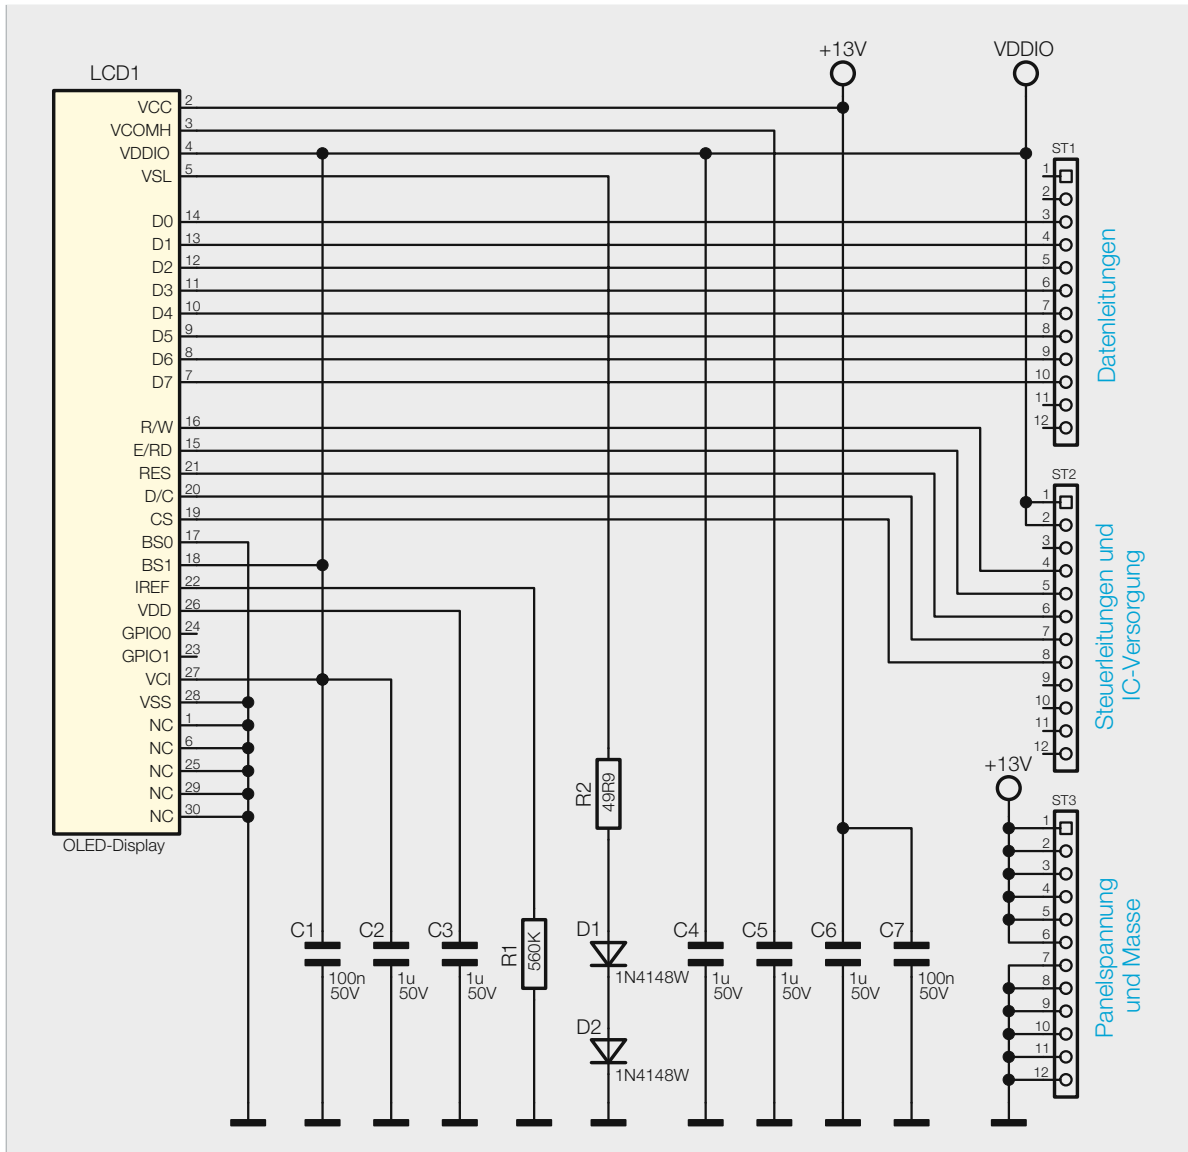 +13V
VDDIO
LCD1
VCC 2
VCOMH 3
VDDIO 4
VSL 5
D0 14
D1 13
D2 12
D3 11
D4 10
D5 9
D6 8
D7 7
R/W 16
E/RD 15
RES 21
D/C 20
CS 19
BS0 17
BS1 18
IREF 22
VDD 26
GPIO0 24
GPIO1 23
VCI 27
VSS 28
NC 1
NC 6
NC 25
NC 29
NC 30
OLED-Display
C1
100n
50V
C2
1u
50V
C3
1u
50V
R1
560K
R2
49R9
D1
1N4148W
D2
1N4148W
C4
1u
50V
C5
1u
50V
C6
1u
50V
C7
100n
50V
ST1
1
2
3
4
5
6
7
8
9
10
11
12
Datenleitungen
ST2
1
2
3
4
5
6
7
8
9
10
11
12
Steuerleitungen und
IC-Versorgung
+13V
ST3
1
2
3
4
5
6
7
8
9
10
11
12
Panelspannung
und Masse